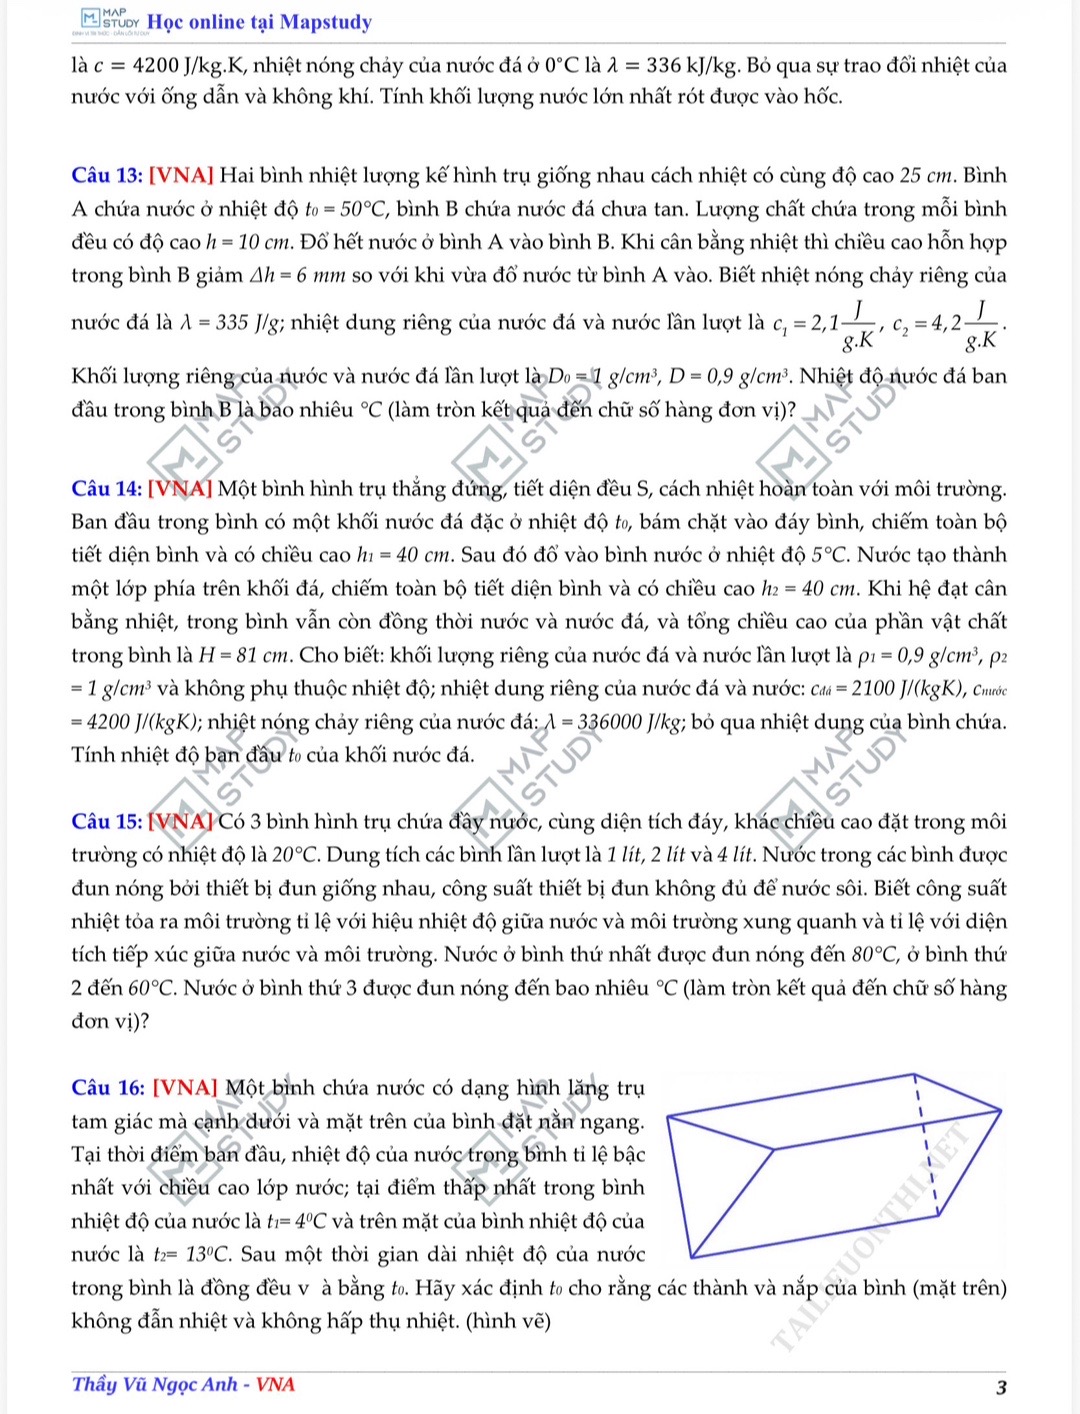 MAP STUDY Học online tại Mapstudy
là c = 4200 J/kg.K, nhiệt nóng chảy của nước đá ở 0°C là λ = 336 kJ/kg. Bỏ qua sự trao đổi nhiệt của
nước với ống dẫn và không khí. Tính khối lượng nước lớn nhất rót được vào hốc.
Câu 13: [VNA] Hai bình nhiệt lượng kế hình trụ giống nhau cách nhiệt có cùng độ cao 25 cm. Bình
A chứa nước ở nhiệt độ t₀ = 50°C, bình B chứa nước đá chưa tan. Lượng chất chứa trong mỗi bình
đều có độ cao h = 10 cm. Đổ hết nước ở bình A vào bình B. Khi cân bằng nhiệt thì chiều cao hỗn hợp
trong bình B giảm Δh = 6 mm so với khi vừa đổ nước từ bình A vào. Biết nhiệt nóng chảy riêng của
nước đá là λ = 335 J/g; nhiệt dung riêng của nước đá và nước lần lượt là c₁ = 2,1 J/g.K, c₂ = 4,2 J/g.K.
Khối lượng riêng của nước và nước đá lần lượt là D₀ = 1 g/cm³, D = 0,9 g/cm³. Nhiệt độ nước đá ban
đầu trong bình B là bao nhiêu °C (làm tròn kết quả đến chữ số hàng đơn vị)?
Câu 14: [VNA] Một bình hình trụ thẳng đứng, tiết diện đều S, cách nhiệt hoàn toàn với môi trường.
Ban đầu trong bình có một khối nước đá đặc ở nhiệt độ t₀, bám chặt vào đáy bình, chiếm toàn bộ
tiết diện bình và có chiều cao h₁ = 40 cm. Sau đó đổ vào bình nước ở nhiệt độ 5°C. Nước tạo thành
một lớp phía trên khối đá, chiếm toàn bộ tiết diện bình và có chiều cao h₂ = 40 cm. Khi hệ đạt cân
bằng nhiệt, trong bình vẫn còn đồng thời nước và nước đá, và tổng chiều cao của phần vật chất
trong bình là H = 81 cm. Cho biết: khối lượng riêng của nước đá và nước lần lượt là ρ₁ = 0,9 g/cm³, ρ₂
= 1 g/cm³ và không phụ thuộc nhiệt độ; nhiệt dung riêng của nước đá và nước: cđá = 2100 J/(kgK), cnước
= 4200 J/(kgK); nhiệt nóng chảy riêng của nước đá: λ = 336000 J/kg; bỏ qua nhiệt dung của bình chứa.
Tính nhiệt độ ban đầu t₀ của khối nước đá.
Câu 15: [VNA] Có 3 bình hình trụ chứa đầy nước, cùng diện tích đáy, khác chiều cao đặt trong môi
trường có nhiệt độ là 20°C. Dung tích các bình lần lượt là 1 lít, 2 lít và 4 lít. Nước trong các bình được
đun nóng bởi thiết bị đun giống nhau, công suất thiết bị đun không đủ để nước sôi. Biết công suất
nhiệt tỏa ra môi trường tỉ lệ với hiệu nhiệt độ giữa nước và môi trường xung quanh và tỉ lệ với diện
tích tiếp xúc giữa nước và môi trường. Nước ở bình thứ nhất được đun nóng đến 80°C, ở bình thứ
2 đến 60°C. Nước ở bình thứ 3 được đun nóng đến bao nhiêu °C (làm tròn kết quả đến chữ số hàng
đơn vị)?
Câu 16: [VNA] Một bình chứa nước có dạng hình lăng trụ
tam giác mà cạnh dưới và mặt trên của bình đặt nằm ngang.
Tại thời điểm ban đầu, nhiệt độ của nước trong bình tỉ lệ bậc
nhất với chiều cao lớp nước; tại điểm thấp nhất trong bình
nhiệt độ của nước là t₁= 4⁰C và trên mặt của bình nhiệt độ của
nước là t₂= 13⁰C. Sau một thời gian dài nhiệt độ của nước
trong bình là đồng đều v à bằng t₀. Hãy xác định t₀ cho rằng các thành và nắp của bình (mặt trên)
không dẫn nhiệt và không hấp thụ nhiệt. (hình vẽ)
TAILIEUONTHI.NET
Thầy Vũ Ngọc Anh - VNA
3